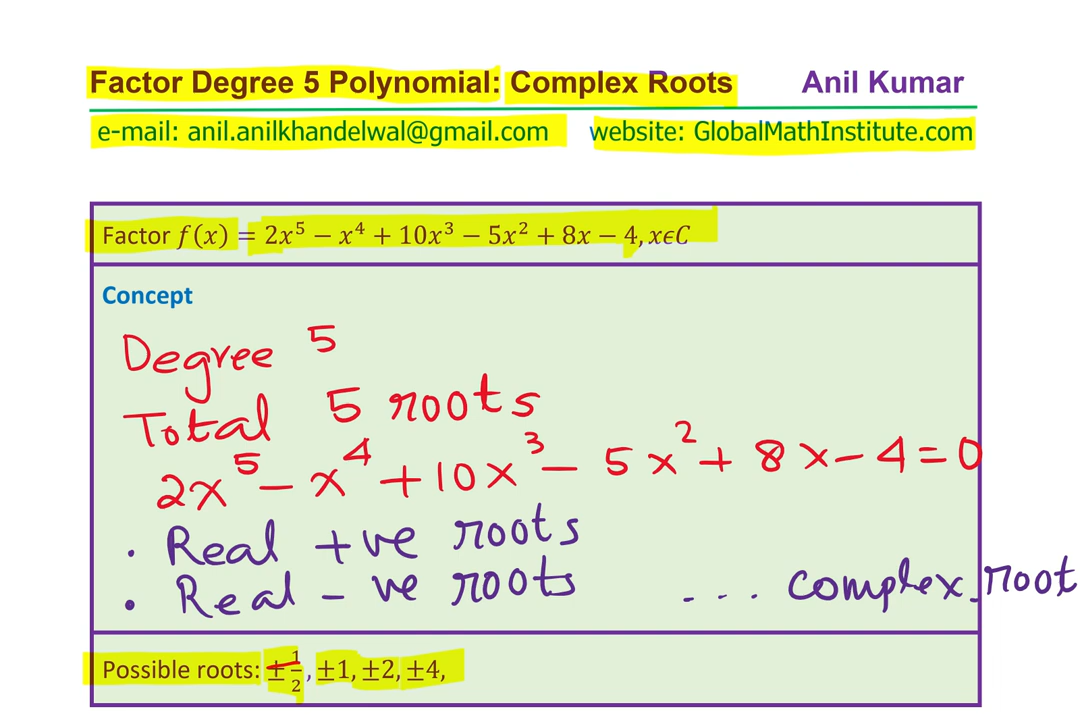 Factor Degree 5 Polynomial: Complex Roots Anil Kumar
e-mail: anil.anilkhandelwal@gmail.com website: GlobalMathInstitute.com
Factor f(x) = 2x⁵ − x⁴ + 10x³ − 5x² + 8x − 4, xϵC
Concept
Degree 5
Total 5 roots
2x⁵ − x⁴ + 10x³ − 5x² + 8x − 4 = 0
• Real +ve roots
• Real −ve roots ... complex root
Possible roots: ±1/2, ±1, ±2, ±4,